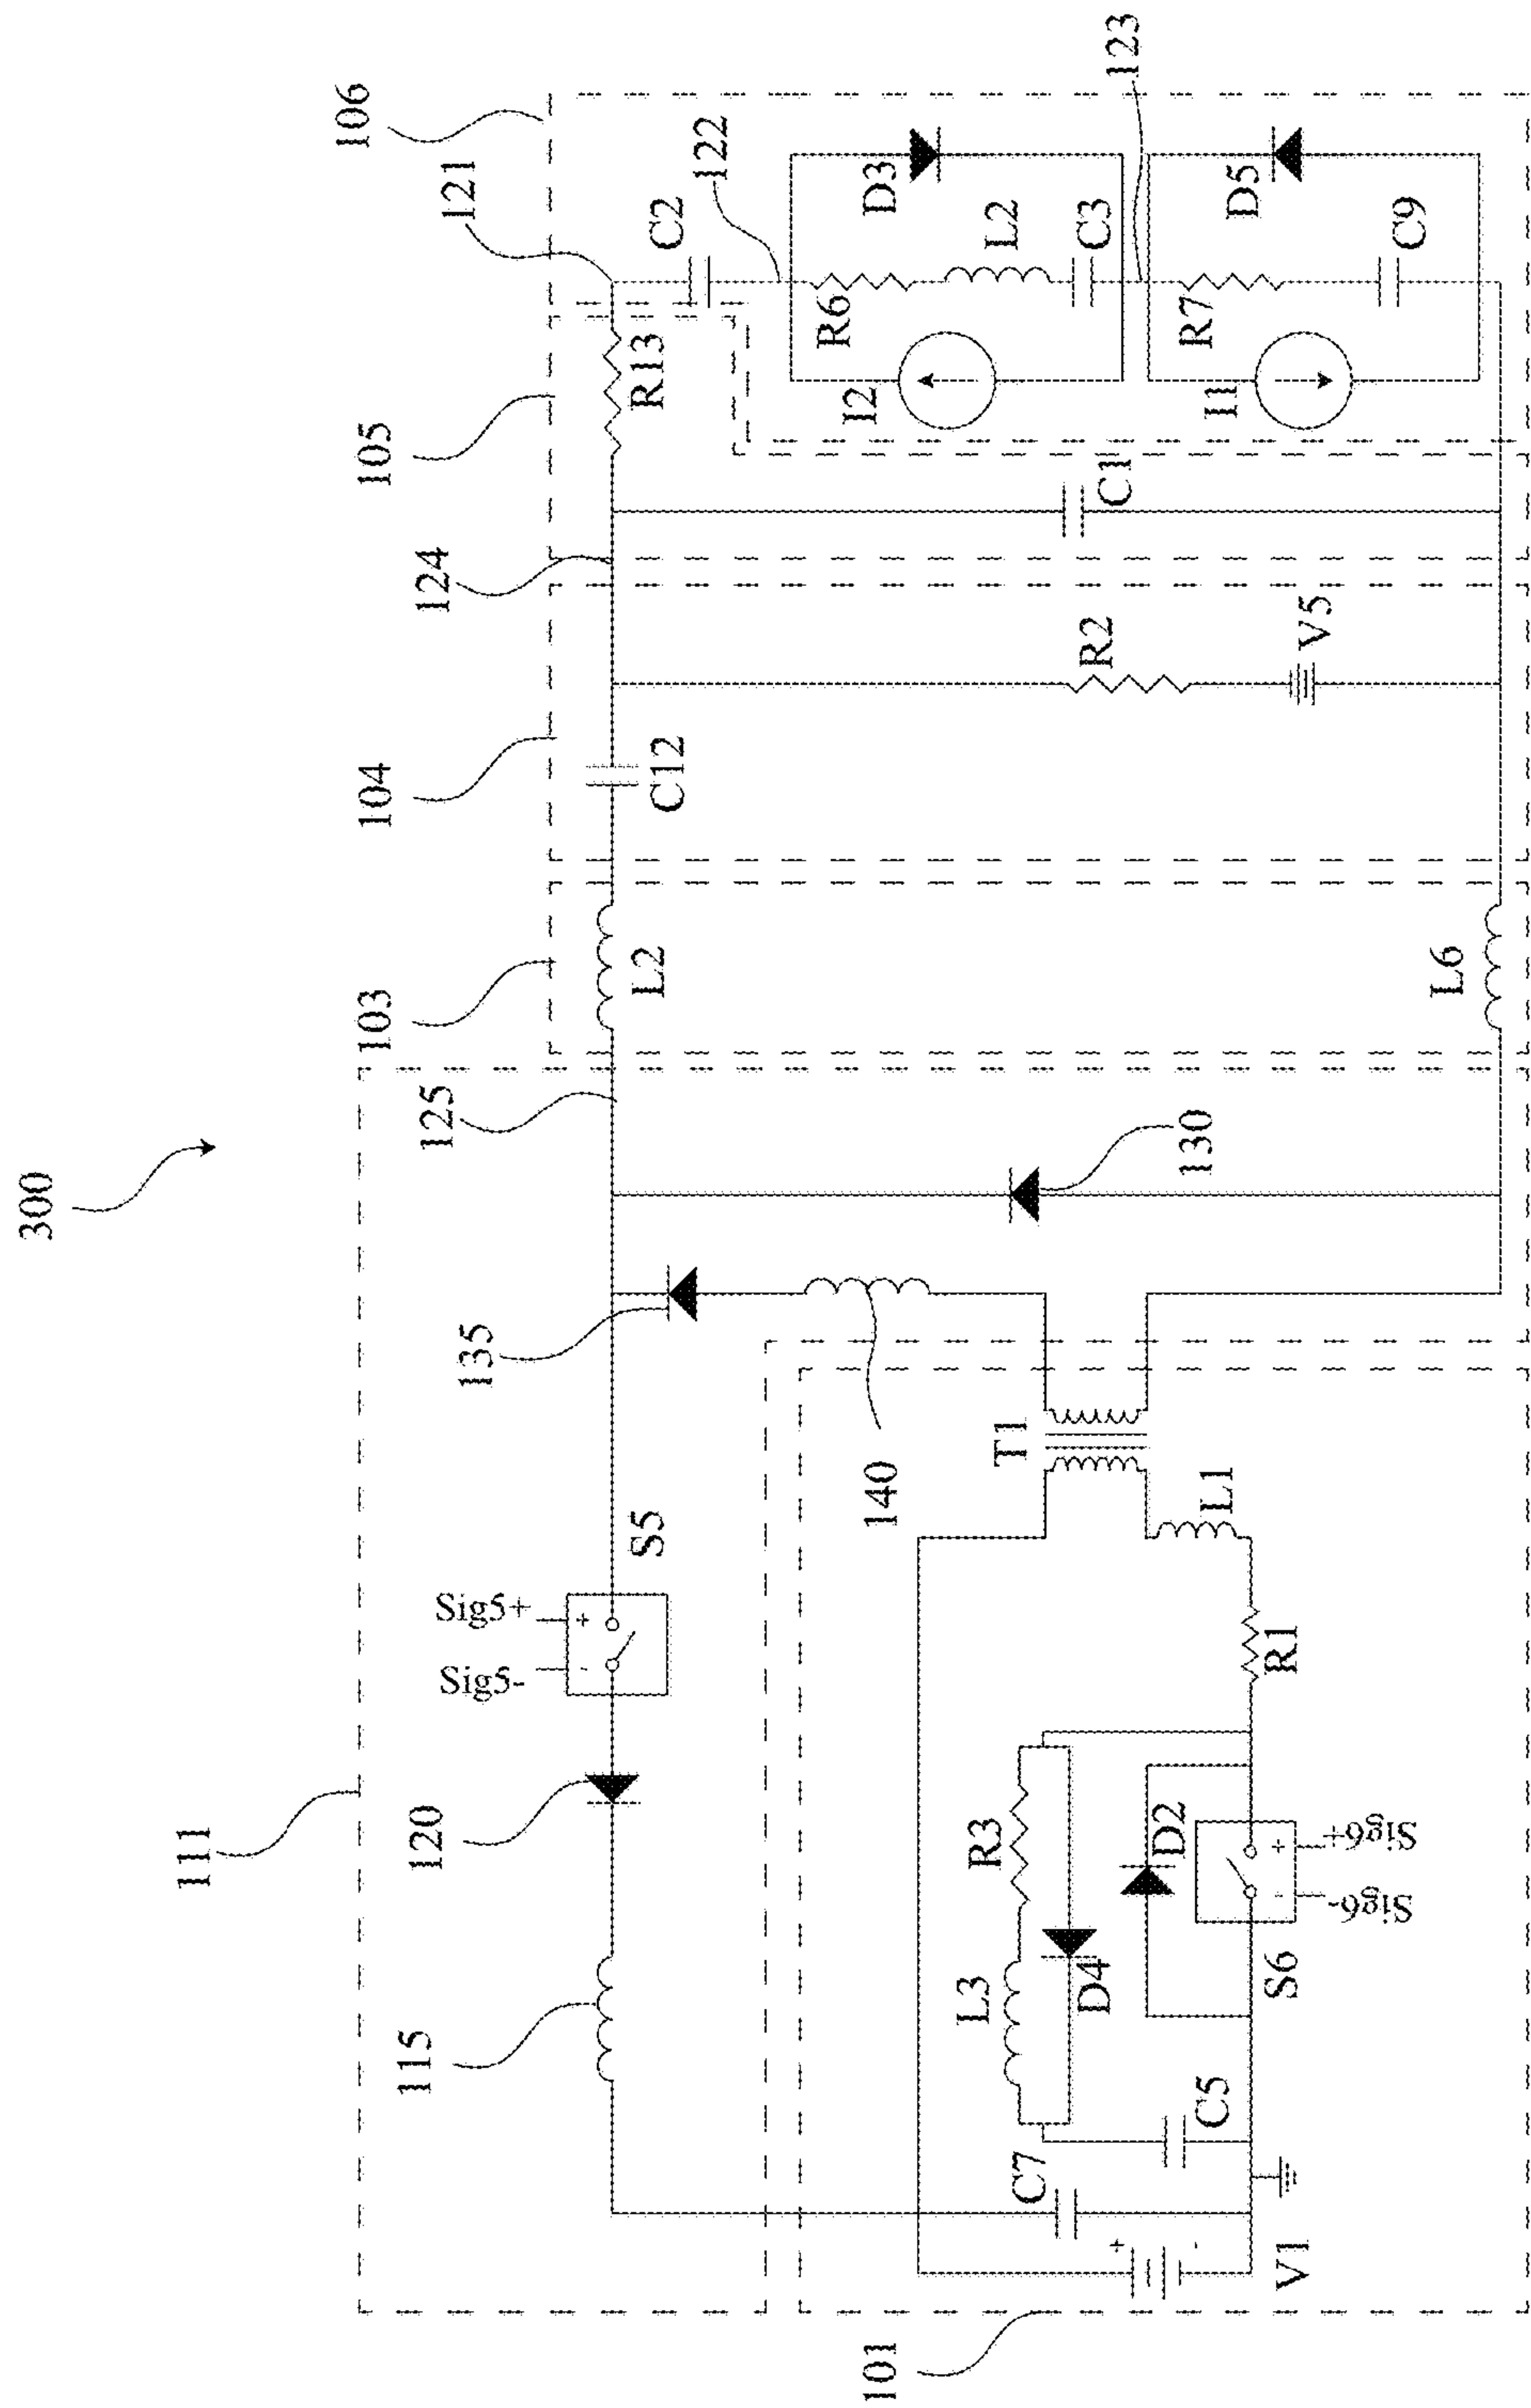 300
111
115
120
Sig5-
Sig5+
S5
135
125
103
L2
104
C12
124
105
R13
121
106
C2
122
D3
I2
R6
L2
C3
123
R7
D5
I1
C9
C1
R2
V5
L6
130
140
T1
L1
R1
R3
L3
D4
D2
Sig6-
Sig6+
S6
C7
C5
+
-
V1
101